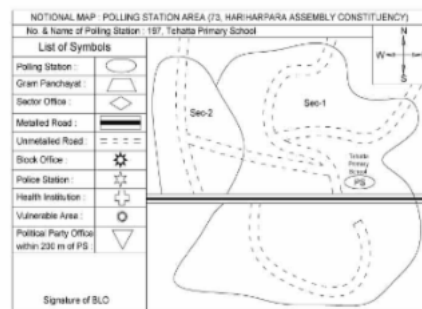 NOTIONAL MAP : POLLING STATION AREA (73, HARIHARPARA ASSEMBLY CONSTITUENCY)
No. & Name of Polling Station : 197, Tehatta Primary School
List of Symbols
Polling Station :
Gram Panchayat :
Sector Office :
Metalled Road :
Unmetalled Road :
Block Office :
Police Station :
Health Institution :
Vulnerable Area :
Political Party Office
within 200 m of PS :
Signature of BLO
N
W
S
Sec-1
Sec-2
Tehatta
Primary
School
PS